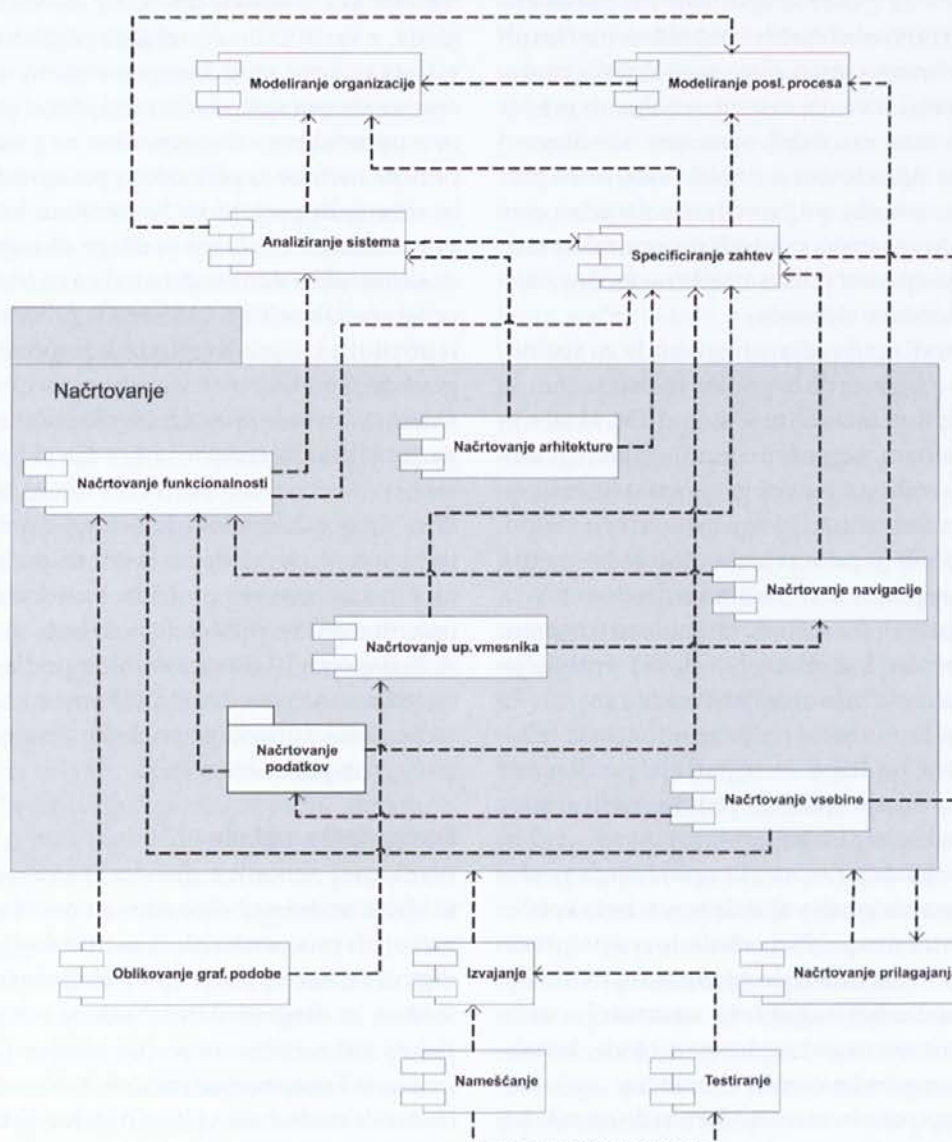 Modeliranje organizacije
Modeliranje posl. procesa
Analiziranje sistema
Specificiranje zahtev
Načrtovanje
Načrtovanje arhitekture
Načrtovanje funkcionalnosti
Načrtovanje navigacije
Načrtovanje up. vmesnika
Načrtovanje
podatkov
Načrtovanje vsebine
Oblikovanje graf. podobe
Izvajanje
Načrtovanje prilagajanja
Nameščanje
Testiranje